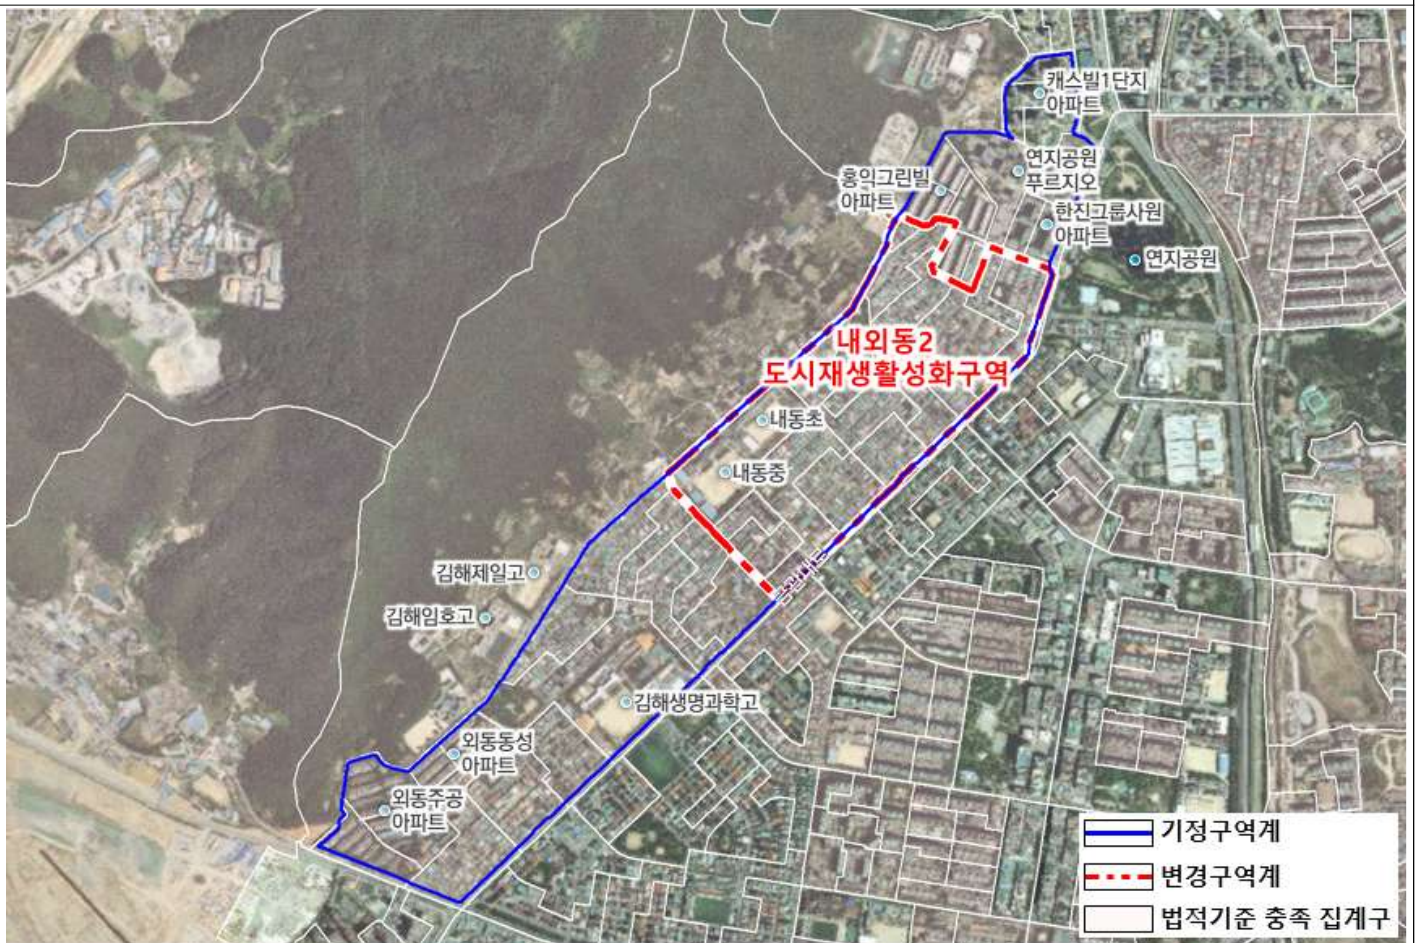 캐스빌1단지
아파트
연지공원
푸르지오
홍익그린빌
아파트
한진그룹사원
아파트
연지공원
내외동2
도시재생활성화구역
내동초
내동중
김해제일고
김해임호고
김해생명과학고
외동동성
아파트
외동주공
아파트
기정구역계
변경구역계
법적기준 충족 집계구